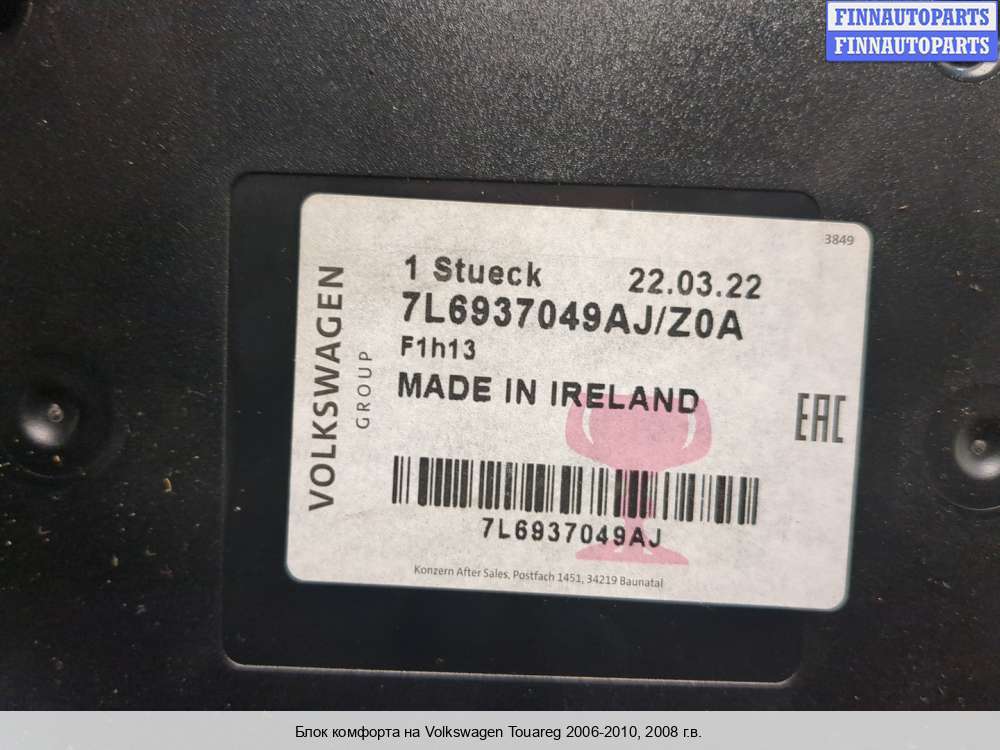 FINNAUTOPARTS
FINNAUTOPARTS
3849
1 Stueck 22.03.22
7L6937049AJ/Z0A
F1h13
MADE IN IRELAND
VOLKSWAGEN
GROUP
EAC
7L6937049AJ
Konzern After Sales, Postfach 1451, 34219 Baunatal
Блок комфорта на Volkswagen Touareg 2006-2010, 2008 г.в.